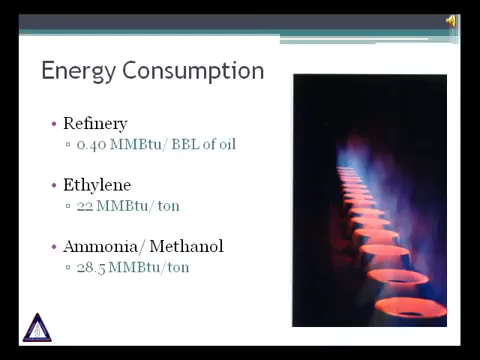 Energy Consumption
• Refinery
▫ 0.40 MMBtu/ BBL of oil
• Ethylene
▫ 22 MMBtu/ ton
• Ammonia/ Methanol
▫ 28.5 MMBtu/ton